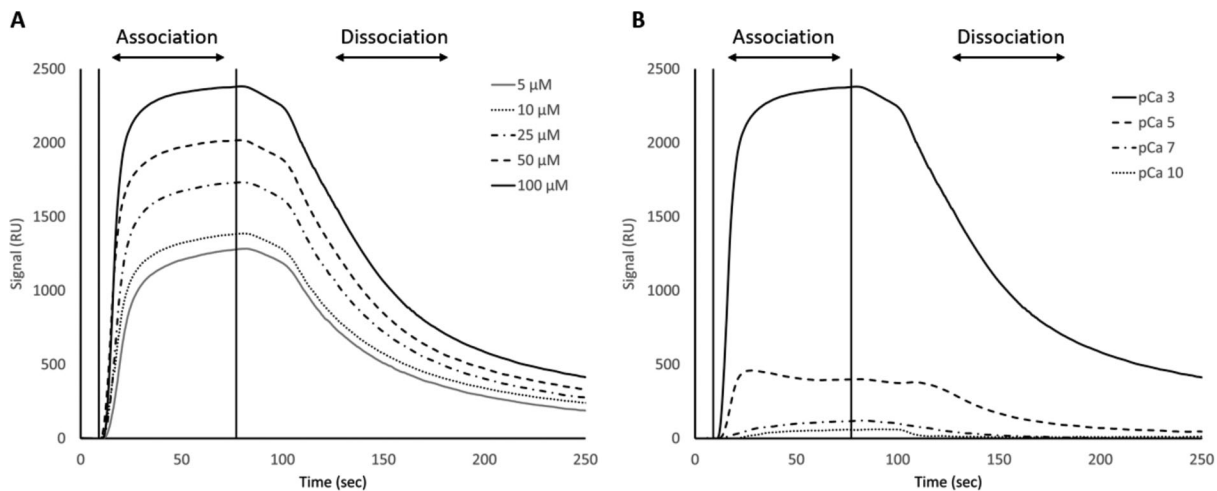 A
Association
Dissociation
2500
2000
1500
1000
500
0
Signal (RU)
0
50
100
150
200
250
Time (sec)
5 µM
10 µM
25 µM
50 µM
100 µM
B
Association
Dissociation
2500
2000
1500
1000
500
0
Signal (RU)
0
50
100
150
200
250
Time (sec)
pCa 3
pCa 5
pCa 7
pCa 10